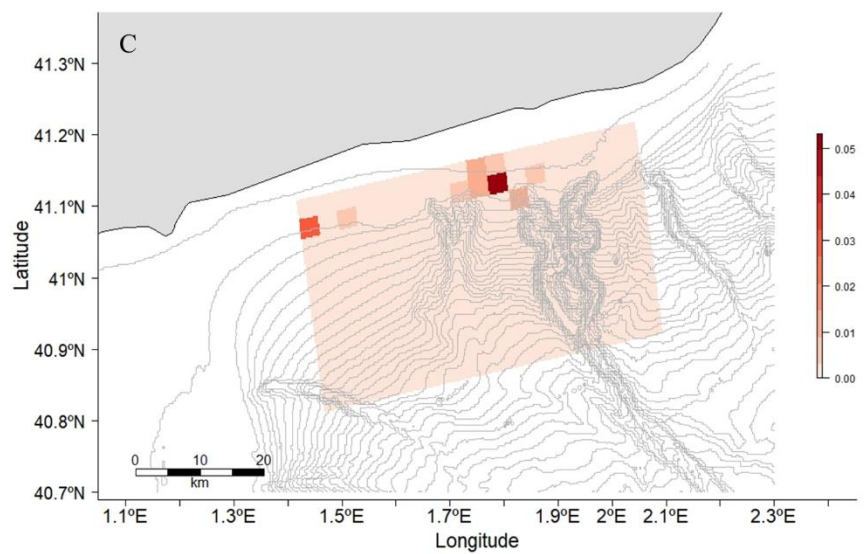 C
41.3ºN
41.2ºN
41.1ºN
41ºN
40.9ºN
40.8ºN
40.7ºN
Latitude
0 10 20
km
1.1ºE 1.3ºE 1.5ºE 1.7ºE 1.9ºE 2ºE 2.1ºE 2.3ºE
Longitude
0.05
0.04
0.03
0.02
0.01
0.00